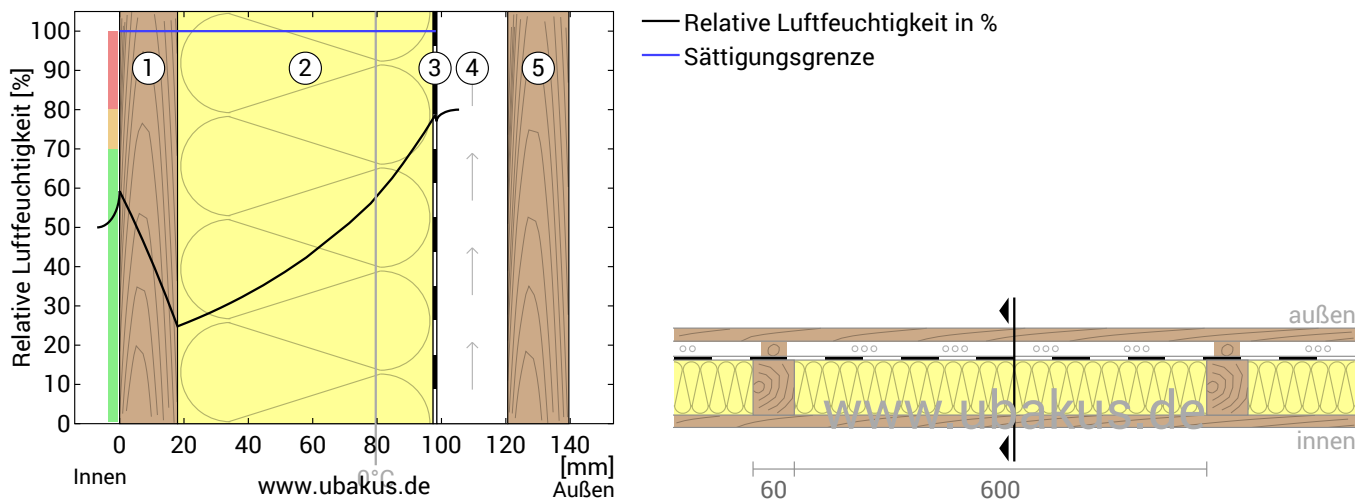 Relative Luftfeuchtigkeit [%]
100
90
80
70
60
50
40
30
20
10
0
1
2
3
4
5
0 20 40 60 80 100 120 140
[mm]
Innen
0°C
www.ubakus.de
Außen
Relative Luftfeuchtigkeit in %
Sättigungsgrenze
außen
www.ubakus.de
innen
60 600